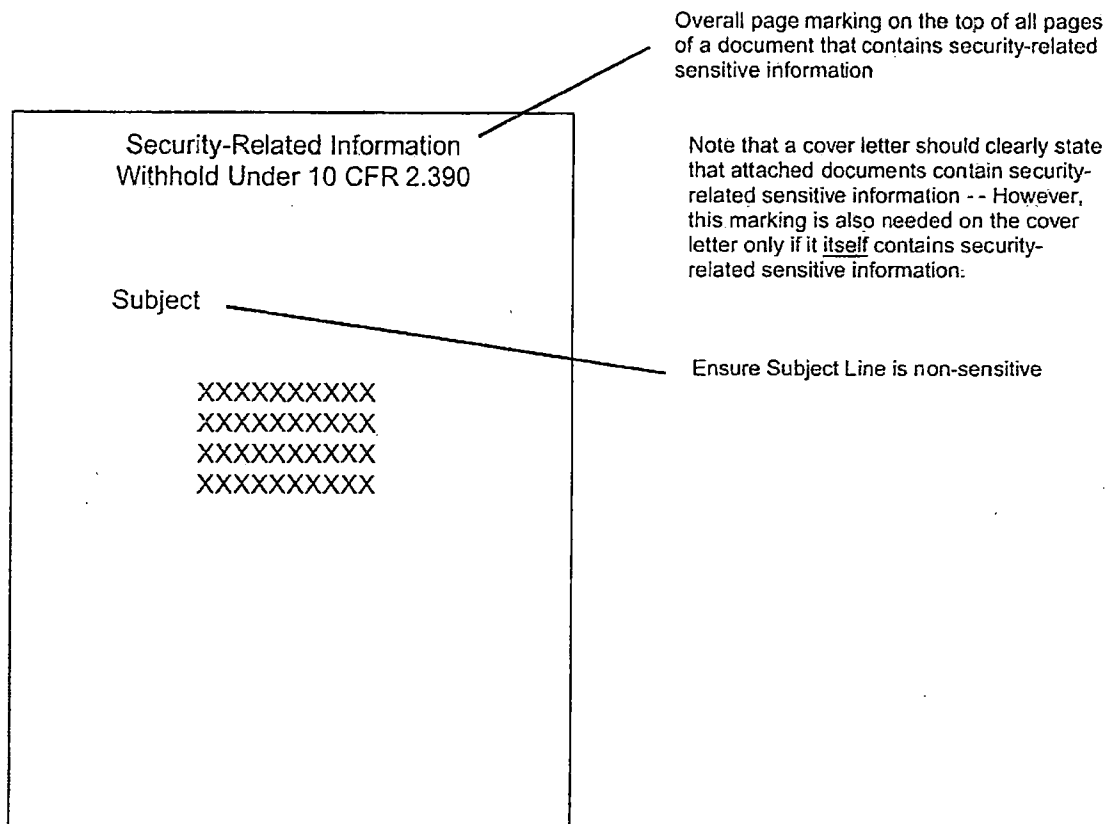 Overall page marking on the top of all pages
of a document that contains security-related
sensitive information
Security-Related Information
Withhold Under 10 CFR 2.390
Note that a cover letter should clearly state
that attached documents contain security-
related sensitive information - - However,
this marking is also needed on the cover
letter only if it itself contains security-
related sensitive information.
Subject
Ensure Subject Line is non-sensitive
XXXXXXXXXX
XXXXXXXXXX
XXXXXXXXXX
XXXXXXXXXX